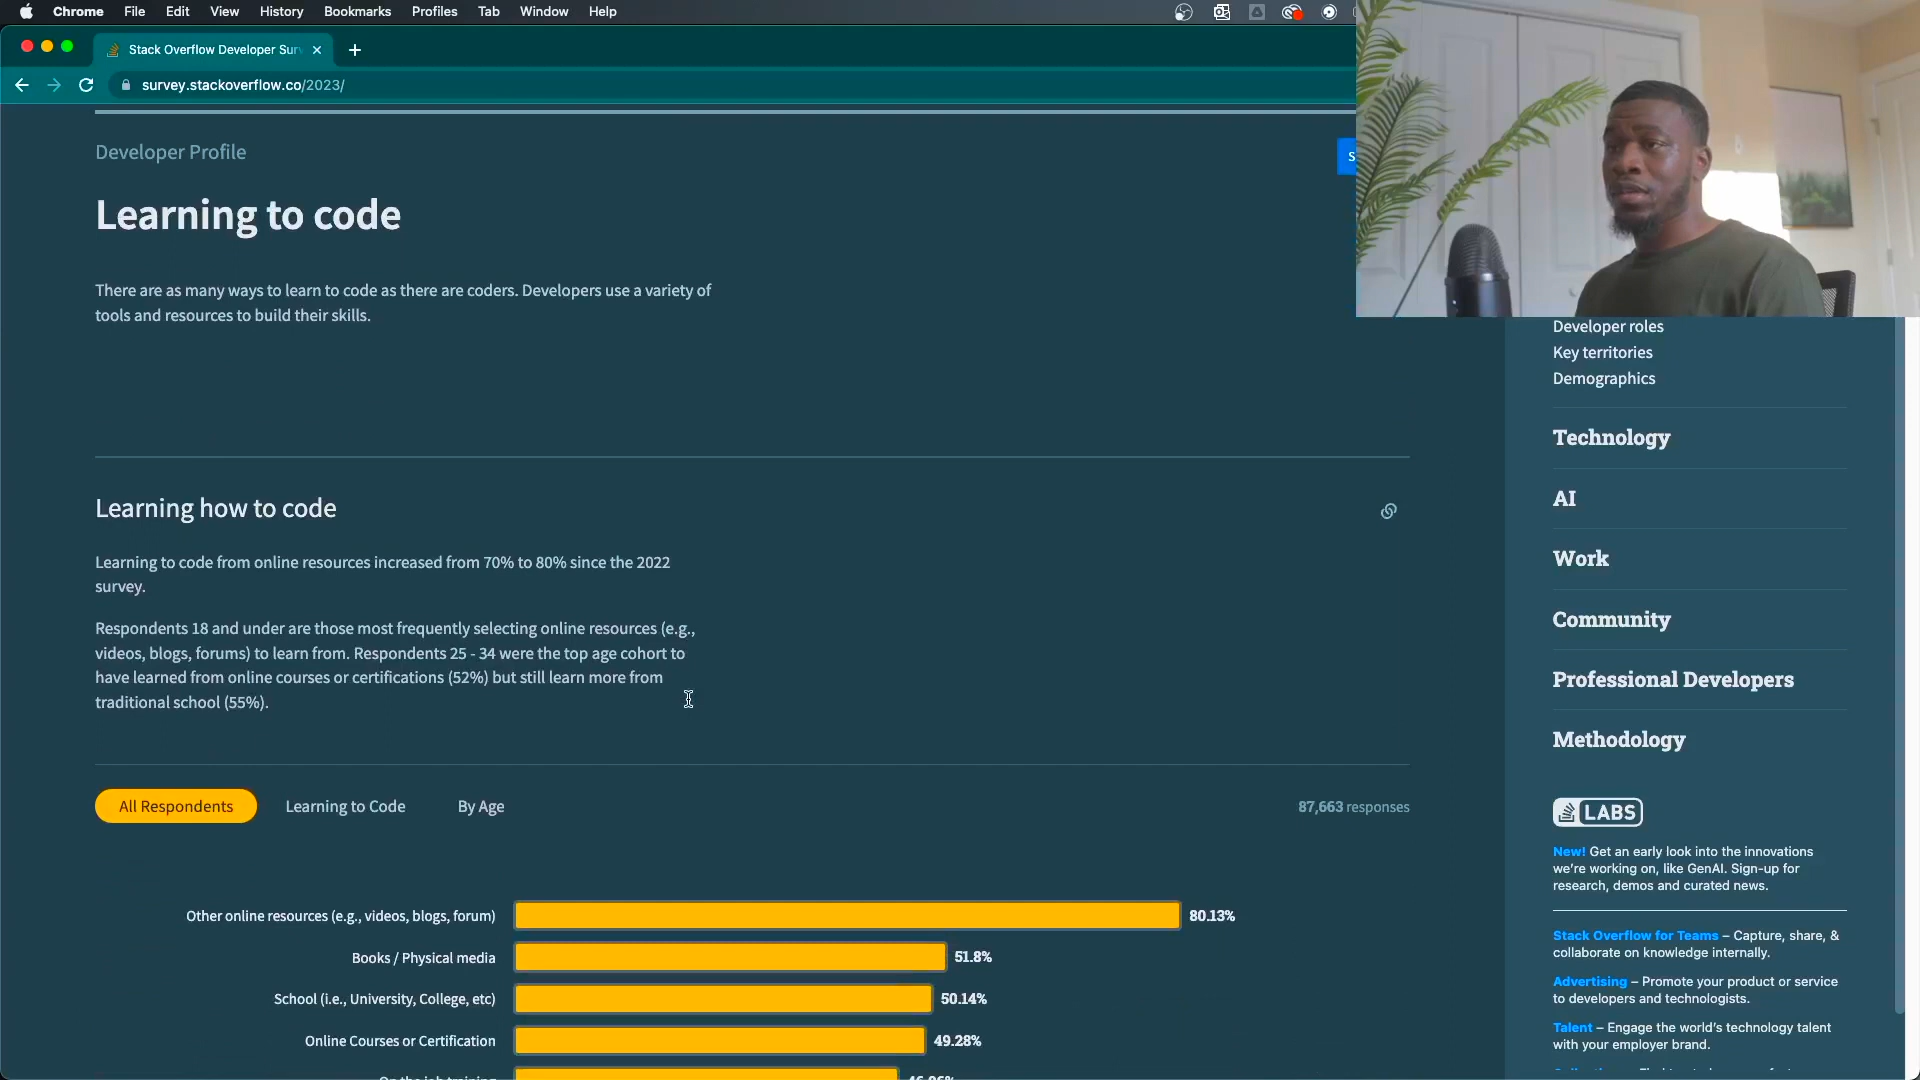 Chrome File Edit View History Bookmarks Profiles Tab Window Help
Stack Overflow Developer Sur
survey.stackoverflow.co/2023/
Developer Profile
S
Learning to code
There are as many ways to learn to code as there are coders. Developers use a variety of
tools and resources to build their skills.
Learning how to code
Learning to code from online resources increased from 70% to 80% since the 2022
survey.
Respondents 18 and under are those most frequently selecting online resources (e.g.,
videos, blogs, forums) to learn from. Respondents 25 - 34 were the top age cohort to
have learned from online courses or certifications (52%) but still learn more from
traditional school (55%).
All Respondents Learning to Code By Age 87,663 responses
Other online resources (e.g., videos, blogs, forum) 80.13%
Books / Physical media 51.8%
School (i.e., University, College, etc) 50.14%
Online Courses or Certification 49.28%
Developer roles
Key territories
Demographics
Technology
AI
Work
Community
Professional Developers
Methodology
LABS
New! Get an early look into the innovations
we're working on, like GenAI. Sign-up for
research, demos and curated news.
Stack Overflow for Teams – Capture, share, &
collaborate on knowledge internally.
Advertising – Promote your product or service
to developers and technologists.
Talent – Engage the world's technology talent
with your employer brand.